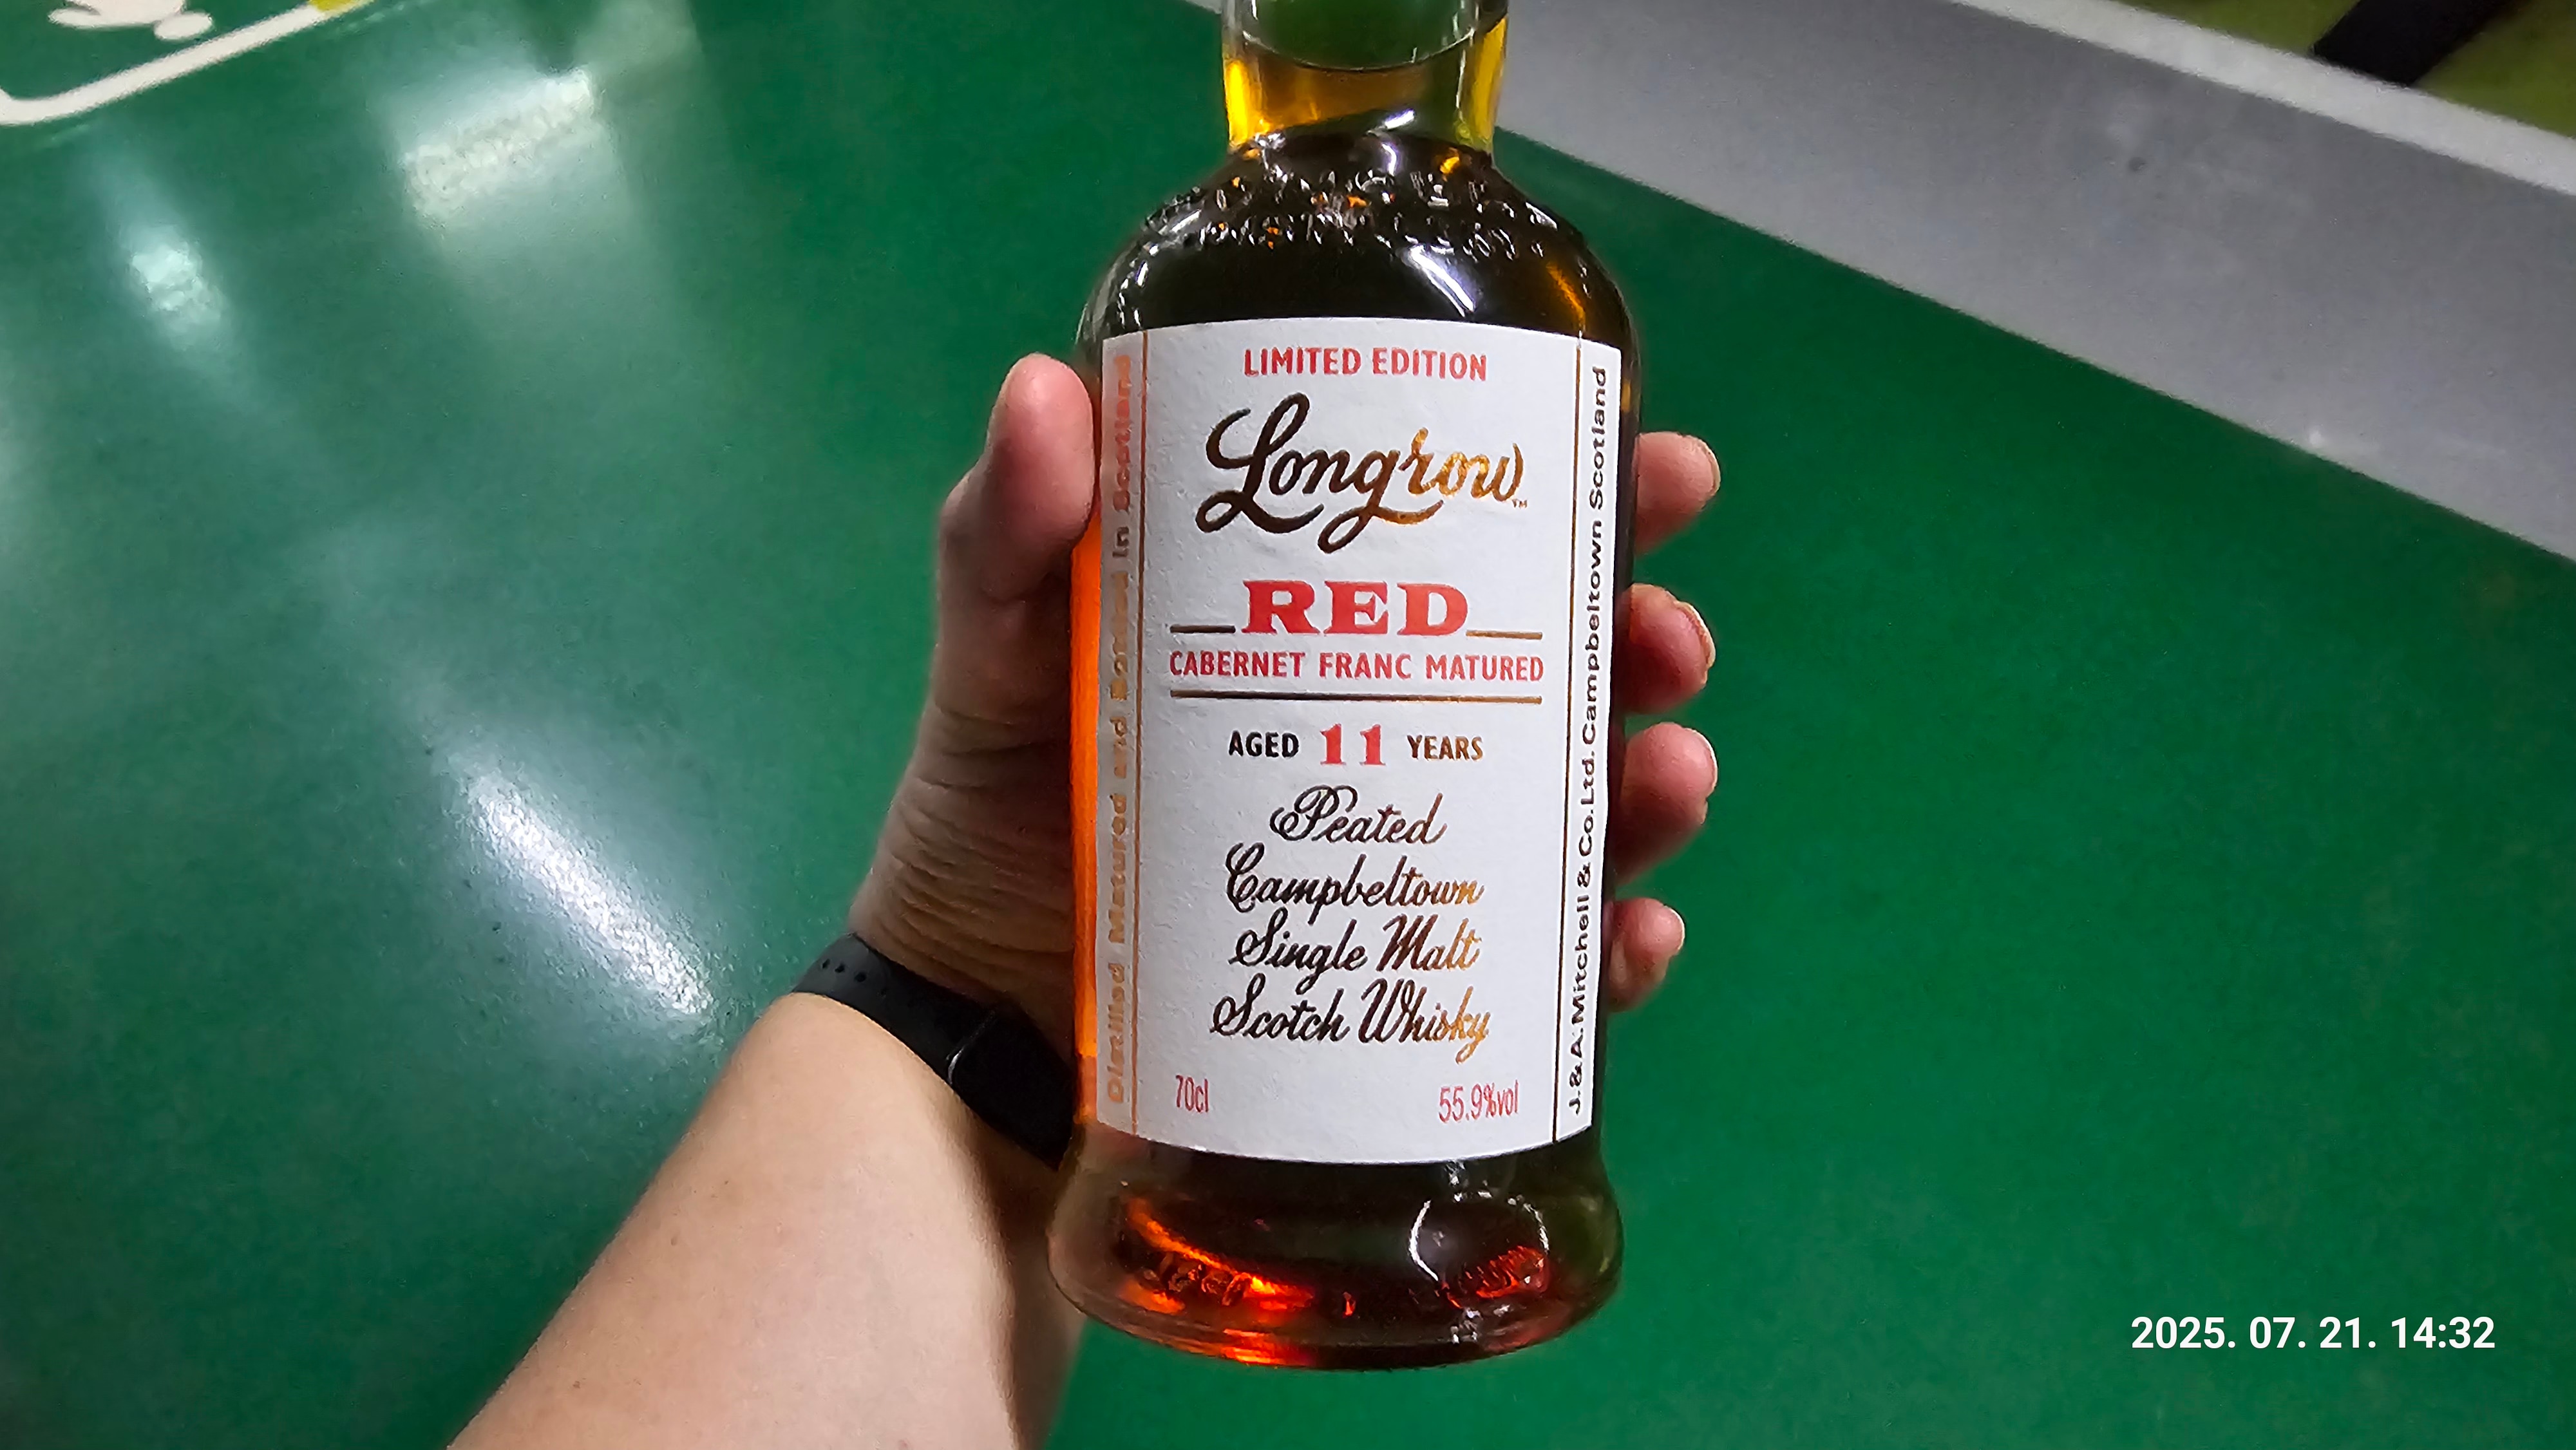 LIMITED EDITION
Longrow™
RED
CABERNET FRANC MATURED
AGED 11 YEARS
Peated
Campbeltown
Single Malt
Scotch Whisky
70cl 55.9%vol
Distilled Matured and Bottled in Scotland
J.&A. Mitchell & Co.Ltd. Campbeltown Scotland
2025. 07. 21. 14:32